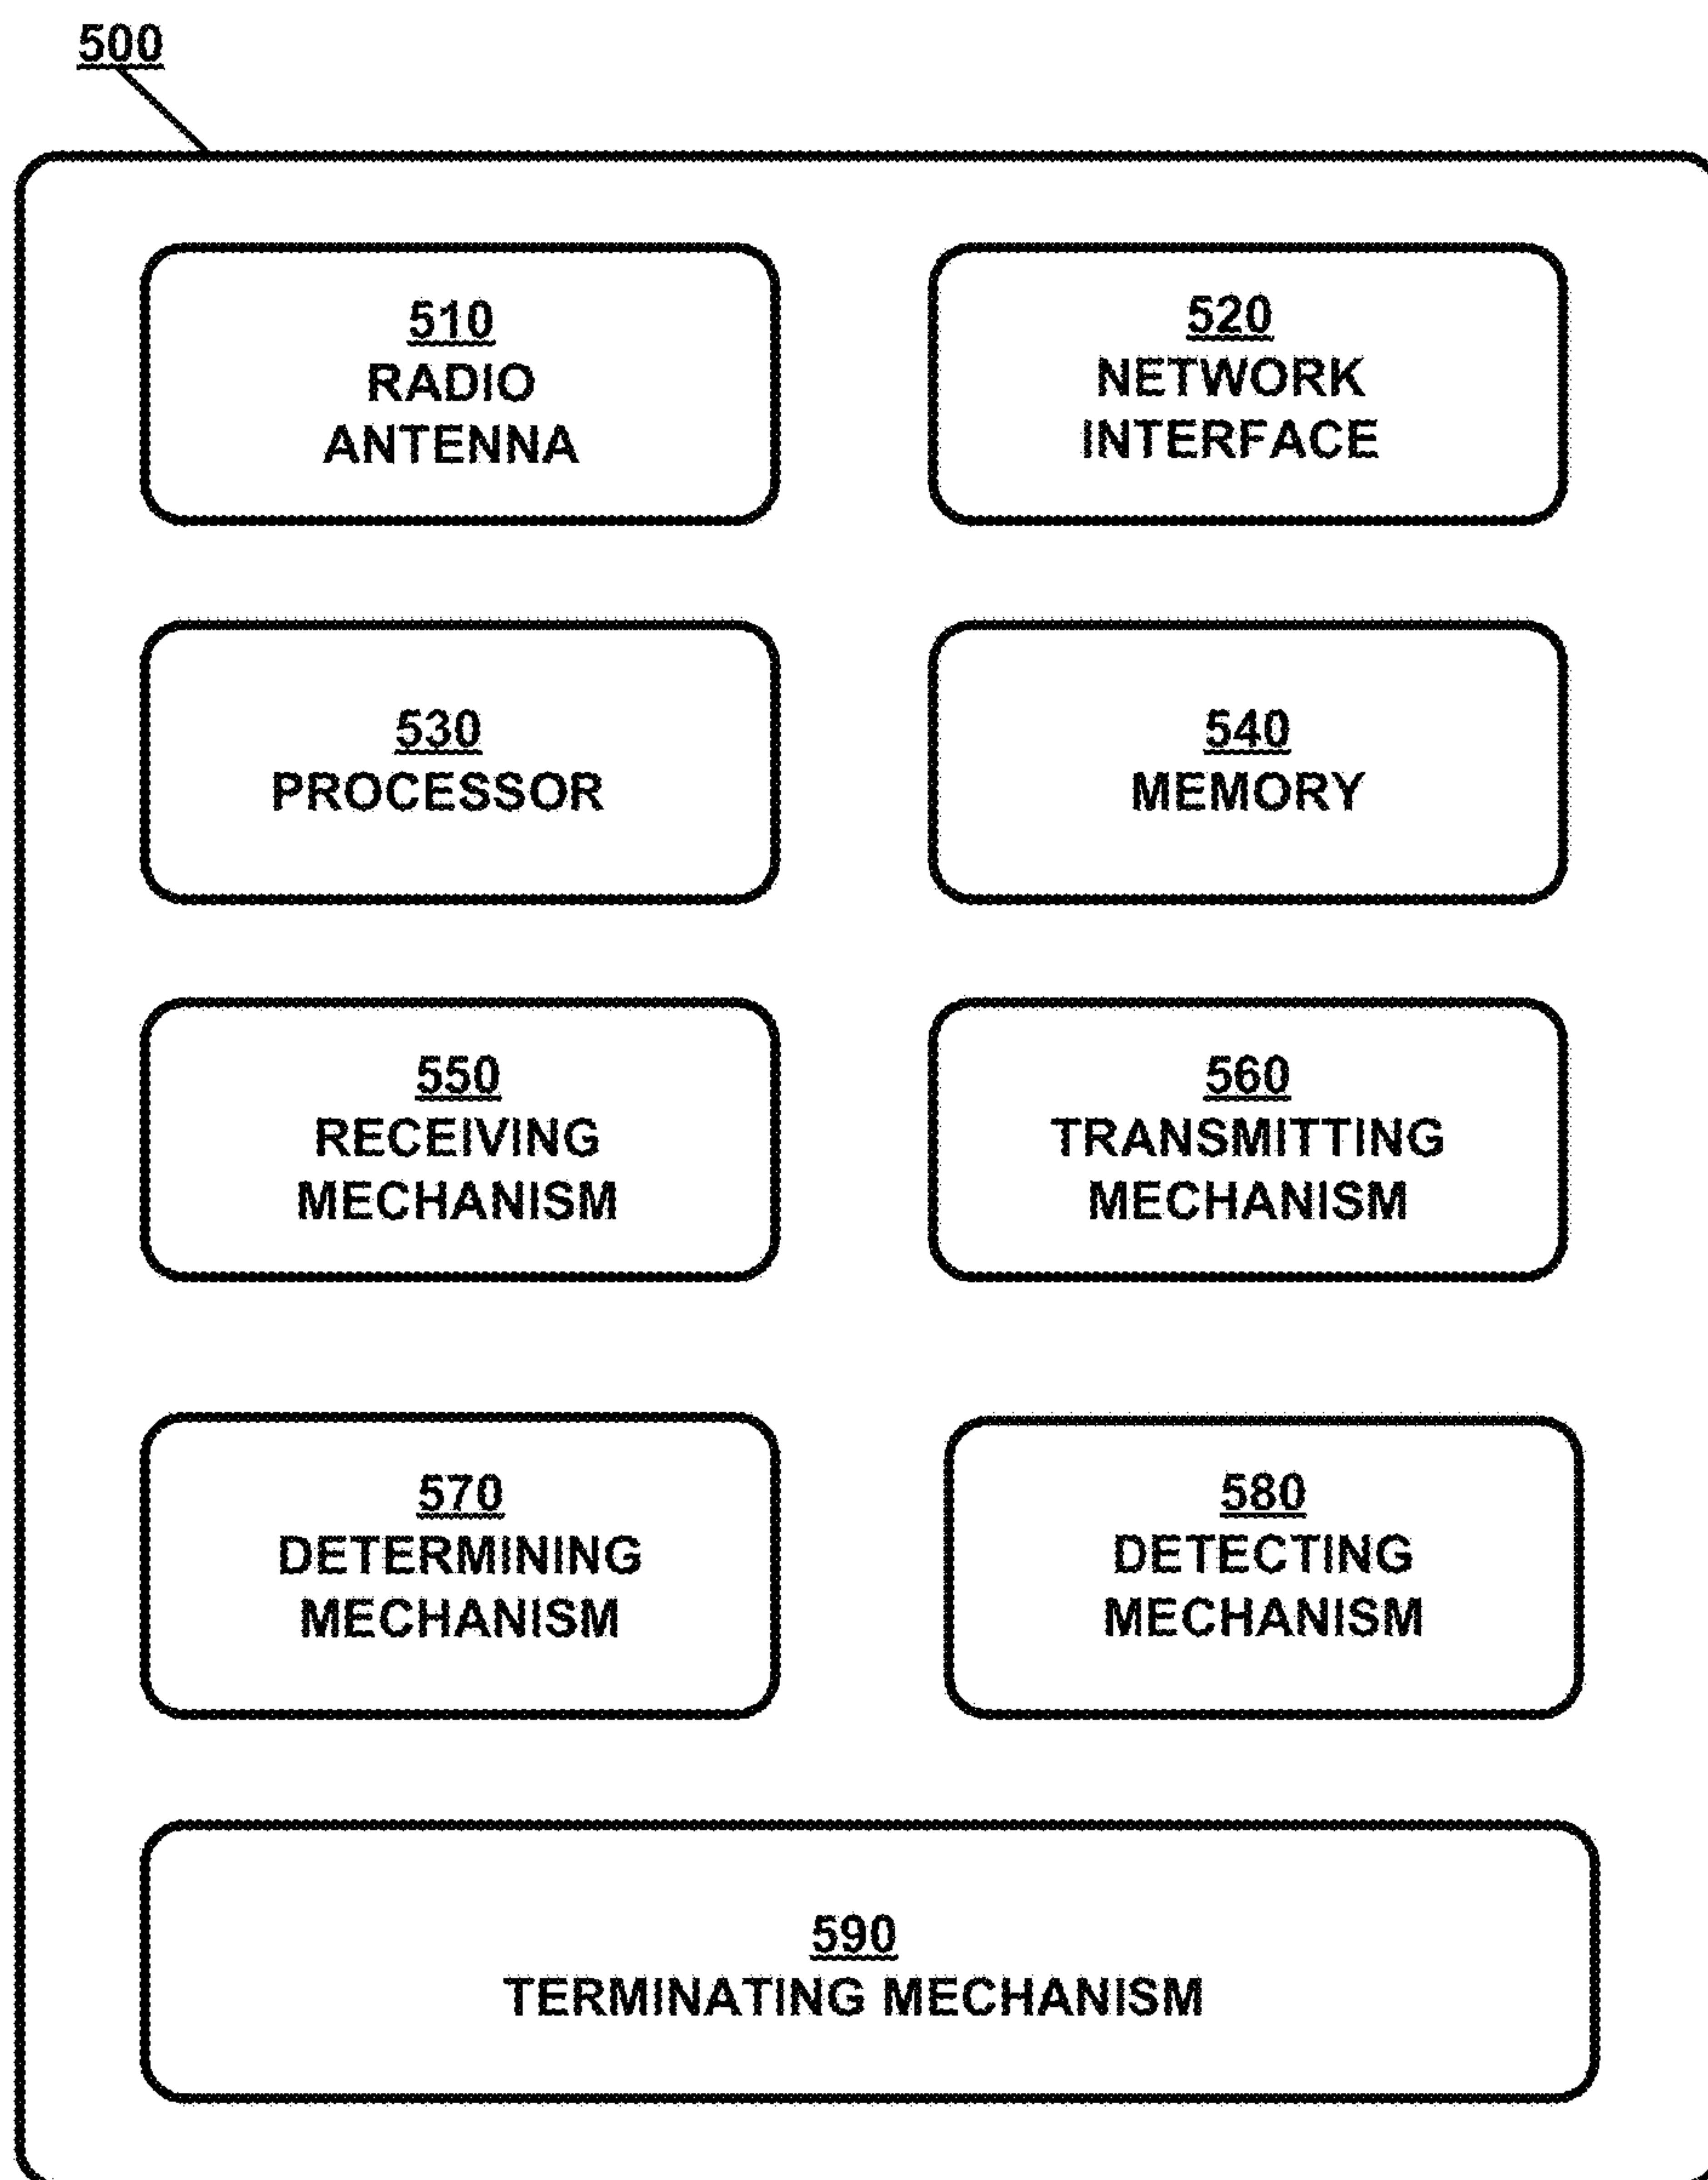 500
510
RADIO
ANTENNA
520
NETWORK
INTERFACE
530
PROCESSOR
540
MEMORY
550
RECEIVING
MECHANISM
560
TRANSMITTING
MECHANISM
570
DETERMINING
MECHANISM
580
DETECTING
MECHANISM
590
TERMINATING MECHANISM